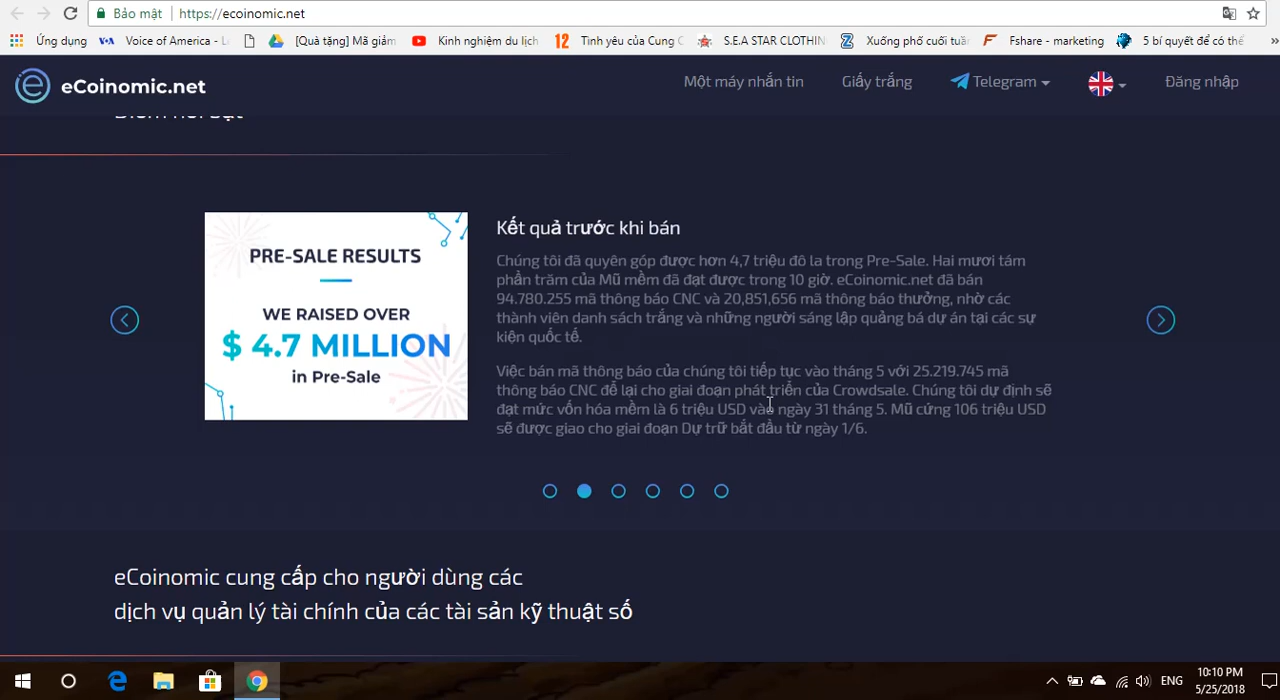 Bảo mật | https://ecoinomic.net
Ứng dụng
Voice of America - L
[Quà tặng] Mã giảm
Kinh nghiệm du lịch
12
Tình yêu của Cung C
S.E.A STAR CLOTHIN
Xuống phố cuối tuần
Fshare - marketing
5 bí quyết để có thể
»
eCoinomic.net
Một máy nhắn tin
Giấy trắng
Telegram
Đăng nhập
PRE-SALE RESULTS
WE RAISED OVER
$ 4.7 MILLION
in Pre-Sale
Kết quả trước khi bán
Chúng tôi đã quyên góp được hơn 4,7 triệu đô la trong Pre-Sale. Hai mươi tám
phần trăm của Mũ mềm đã đạt được trong 10 giờ. eCoinomic.net đã bán
94.780.255 mã thông báo CNC và 20,851,656 mã thông báo thưởng, nhờ các
thành viên danh sách trắng và những người sáng lập quảng bá dự án tại các sự
kiện quốc tế.
Việc bán mã thông báo của chúng tôi tiếp tục vào tháng 5 với 25.219.745 mã
thông báo CNC để lại cho giai đoạn phát triển của Crowdsale. Chúng tôi dự định sẽ
đạt mức vốn hóa mềm là 6 triệu USD vào ngày 31 tháng 5. Mũ cứng 106 triệu USD
sẽ được giao cho giai đoạn Dự trữ bắt đầu từ ngày 1/6.
eCoinomic cung cấp cho người dùng các
dịch vụ quản lý tài chính của các tài sản kỹ thuật số
ENG
10:10 PM
5/25/2018